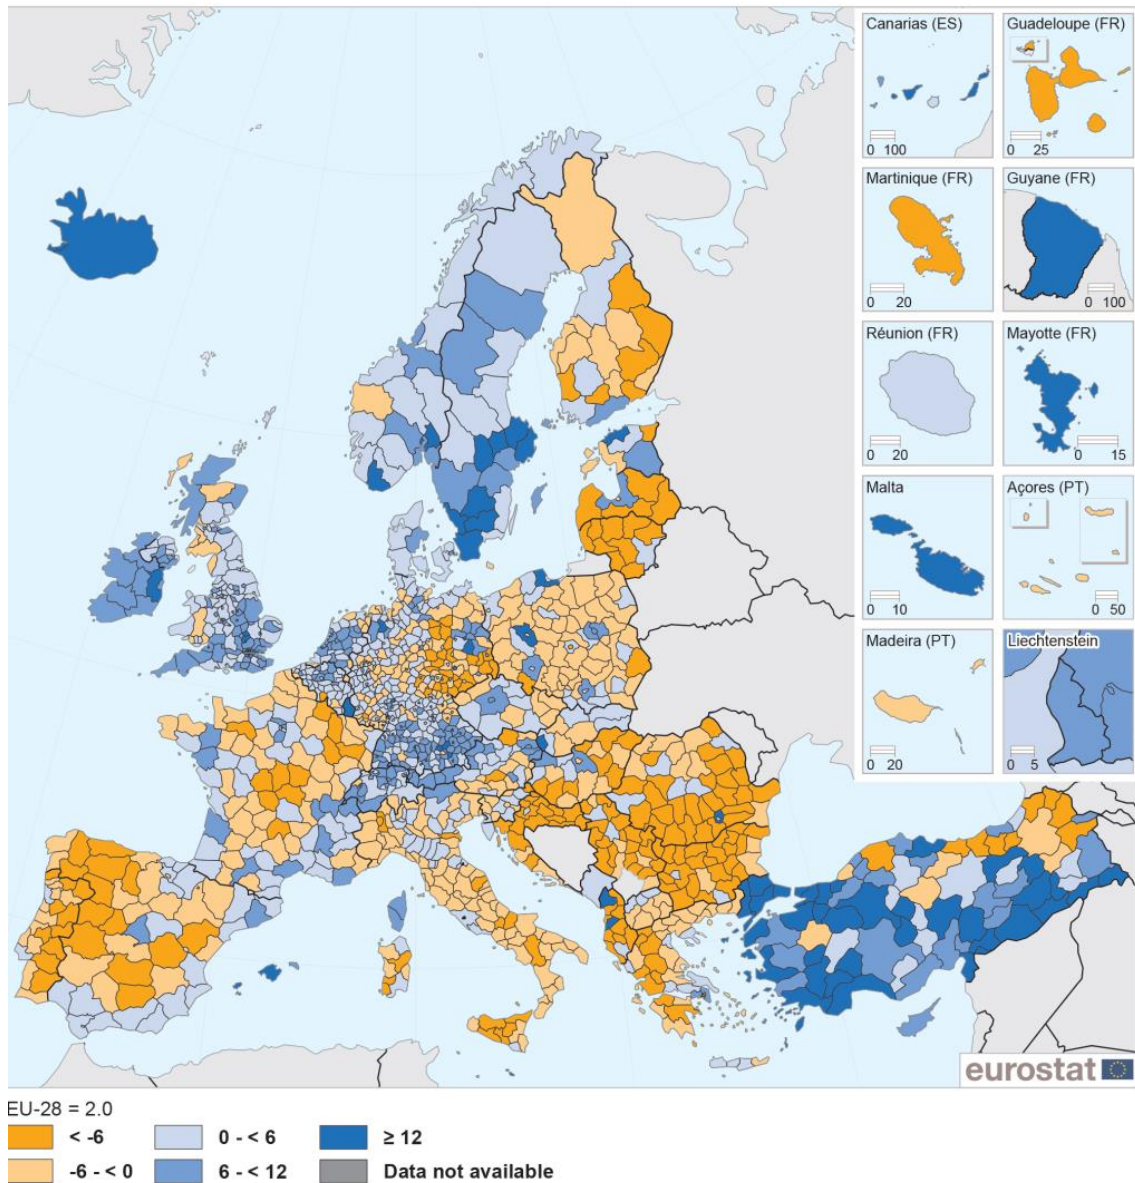 Canarias (ES)
0 100
Guadeloupe (FR)
0 25
Martinique (FR)
0 20
Guyane (FR)
0 100
Réunion (FR)
0 20
Mayotte (FR)
0 15
Malta
0 10
Açores (PT)
0 50
Madeira (PT)
0 20
Liechtenstein
0 5
eurostat
EU-28 = 2.0
< -6
0 - < 6
≥ 12
-6 - < 0
6 - < 12
Data not available